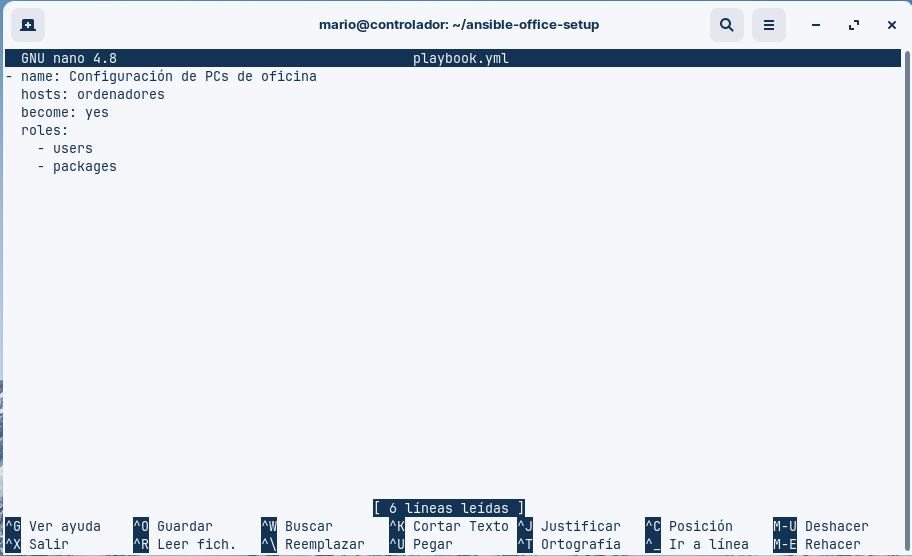 mario@controlador: ~/ansible-office-setup
GNU nano 4.8 playbook.yml
- name: Configuración de PCs de oficina
  hosts: ordenadores
  become: yes
  roles:
    - users
    - packages
[ 6 líneas leídas ]
^G Ver ayuda ^O Guardar ^W Buscar ^K Cortar Texto ^J Justificar ^C Posición M-U Deshacer
^X Salir ^R Leer fich. ^\ Reemplazar ^U Pegar ^T Ortografía ^_ Ir a línea M-E Rehacer